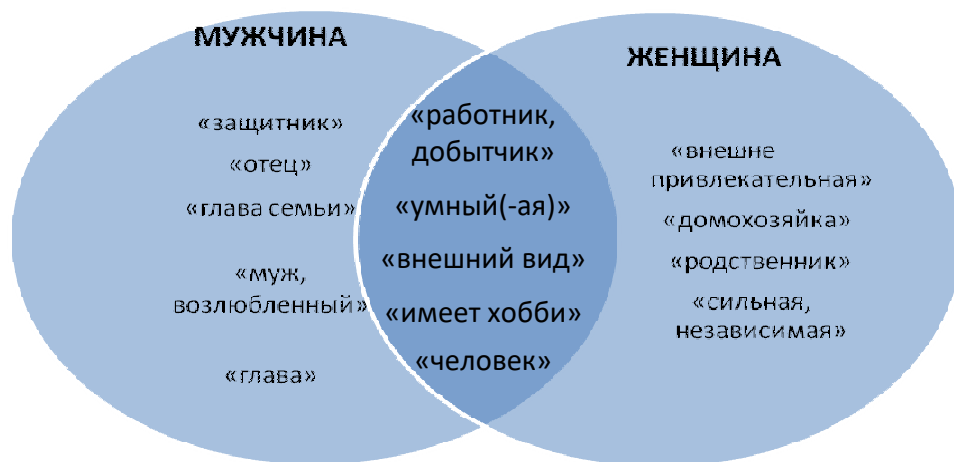 МУЖЧИНА
«защитник»
«отец»
«глава семьи»
«муж,
возлюбленный»
«глава»
«работник,
добытчик»
«умный(-ая)»
«внешний вид»
«имеет хобби»
«человек»
ЖЕНЩИНА
«внешне
привлекательная»
«домохозяйка»
«родственник»
«сильная,
независимая»